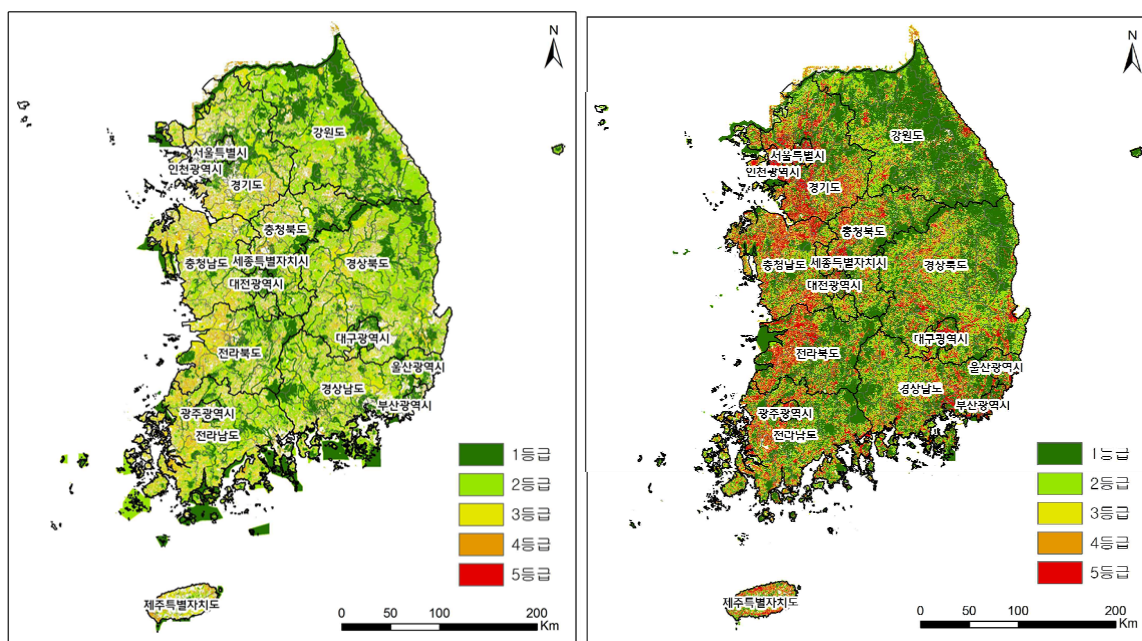 N
강원도
서울특별시
인천광역시
경기도
충청북도
충청남도
세종특별자치시
경상북도
대전광역시
대구광역시
전라북도
울산광역시
경상남도
부산광역시
광주광역시
전라남도
1등급
2등급
3등급
4등급
5등급
제주특별자치도
0 50 100 200
Km
N
강원도
서울특별시
인천광역시
경기도
충청북도
충청남도
세종특별자치시
경상북도
대전광역시
대구광역시
전라북도
울산광역시
경상남도
부산광역시
광주광역시
전라남도
1등급
2등급
3등급
4등급
5등급
제주특별자치도
0 50 100 200
Km